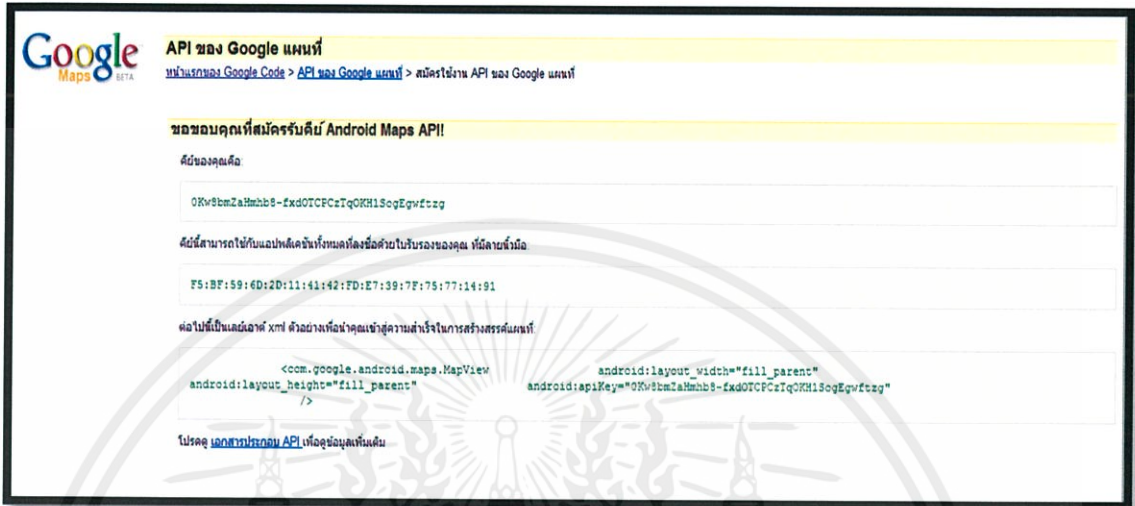 Google
Maps BETA
API ของ Google แผนที่
หน้าแรกของ Google Code > API ของ Google แผนที่ > สมัครใช้งาน API ของ Google แผนที่
ขอขอบคุณที่สมัครรับคีย์ Android Maps API!
คีย์ของคุณคือ:
0Kw8bmZaHmhb8-fxdOTCPCzTqOKH1SogEgwftzg
คีย์นี้สามารถใช้กับแอปพลิเคชันทั้งหมดที่ลงชื่อด้วยใบรับรองของคุณ ที่มีลายนิ้วมือ:
F5:BF:59:6D:2D:11:41:42:FD:E7:39:7F:75:77:14:91
ต่อไปนี้เป็นเลย์เอาต์ xml ตัวอย่างเพื่อนำคุณเข้าสู่ความสำเร็จในการสร้างสรรค์แผนที่:
<com.google.android.maps.MapView android:layout_width="fill_parent"
android:layout_height="fill_parent" android:apiKey="0Kw8bmZaHmhb8-fxdOTCPCzTqOKH1SogEgwftzg"
/>
โปรดดู เอกสารประกอบ API เพื่อดูข้อมูลเพิ่มเติม